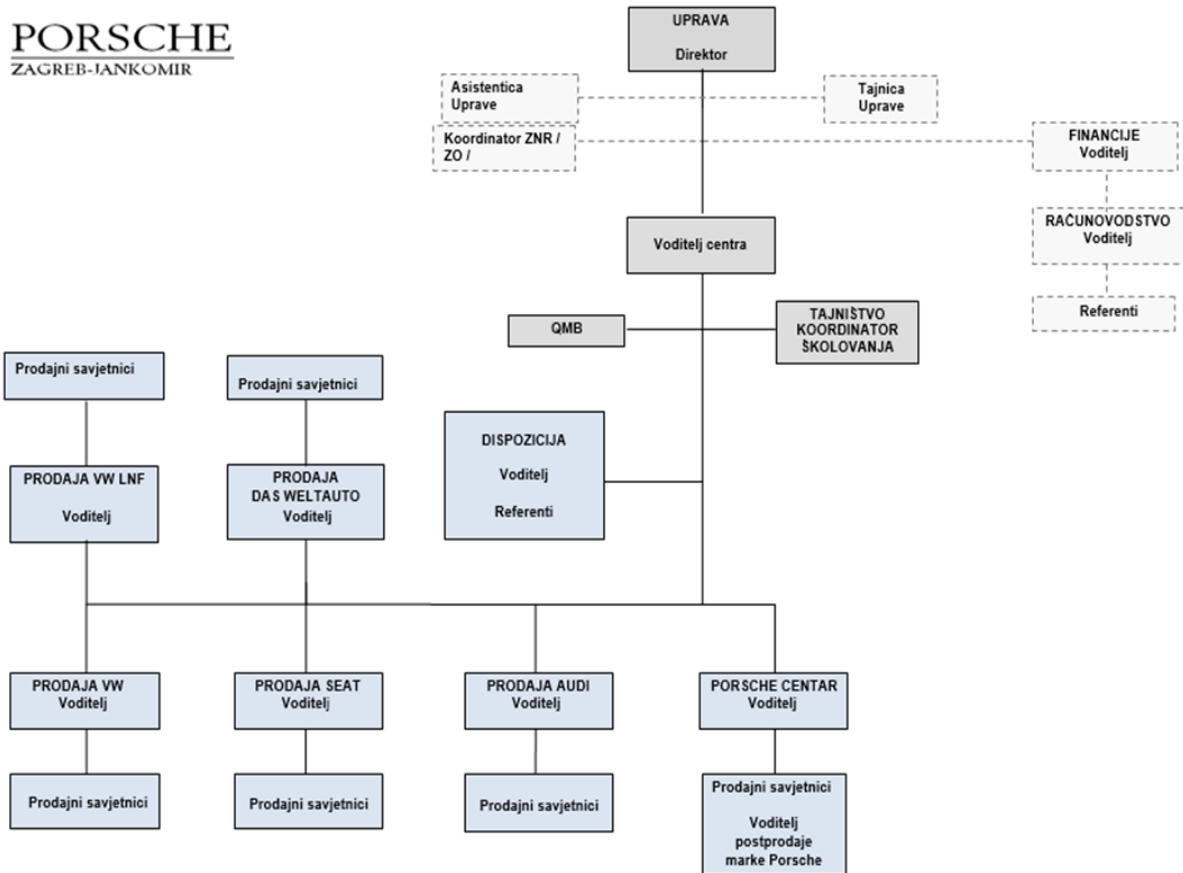 PORSCHE
ZAGREB-JANKOMIR
UPRAVA
Direktor
Asistentica
Uprave
Tajnica
Uprave
Koordinator ZNR /
ZO /
FINANCIJE
Voditelj
RAČUNOVODSTVO
Voditelj
Referenti
Voditelj centra
QMB
TAJNIŠTVO
KOORDINATOR
ŠKOLOVANJA
Prodajni savjetnici
Prodajni savjetnici
DISPOZICIJA
Voditelj
Referenti
PRODAJA VW LNF
Voditelj
PRODAJA
DAS WELTAUTO
Voditelj
PRODAJA VW
Voditelj
PRODAJA SEAT
Voditelj
PRODAJA AUDI
Voditelj
PORSCHE CENTAR
Voditelj
Prodajni savjetnici
Prodajni savjetnici
Prodajni savjetnici
Prodajni savjetnici
Voditelj
postprodaje
marke Porsche